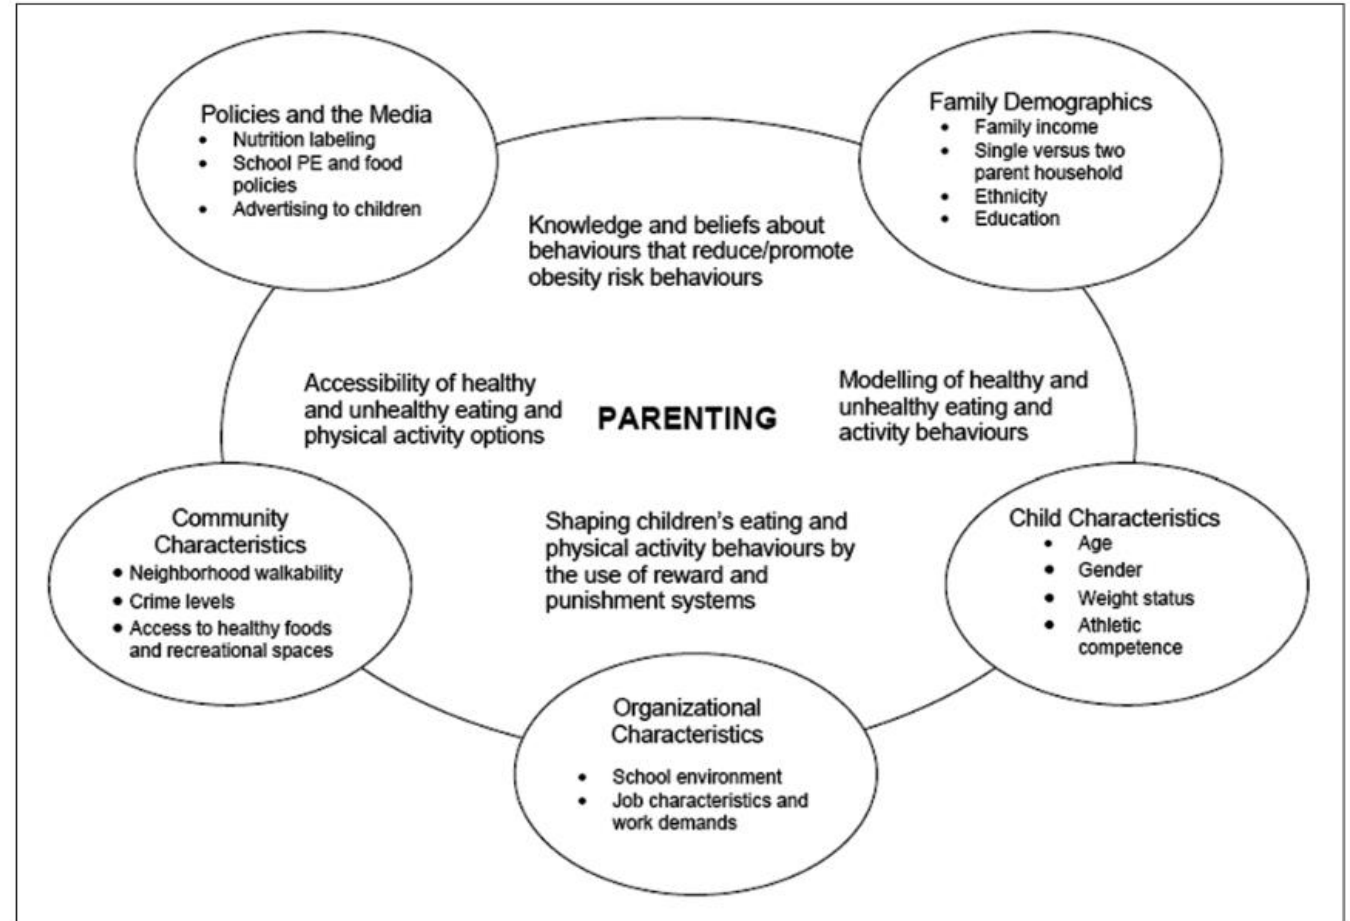 Policies and the Media
• Nutrition labeling
• School PE and food
policies
• Advertising to children
Family Demographics
• Family income
• Single versus two
parent household
• Ethnicity
• Education
Knowledge and beliefs about
behaviours that reduce/promote
obesity risk behaviours
Accessibility of healthy
and unhealthy eating and
physical activity options
PARENTING
Modelling of healthy and
unhealthy eating and
activity behaviours
Community
Characteristics
• Neighborhood walkability
• Crime levels
• Access to healthy foods
and recreational spaces
Shaping children's eating and
physical activity behaviours by
the use of reward and
punishment systems
Child Characteristics
• Age
• Gender
• Weight status
• Athletic
competence
Organizational
Characteristics
• School environment
• Job characteristics and
work demands